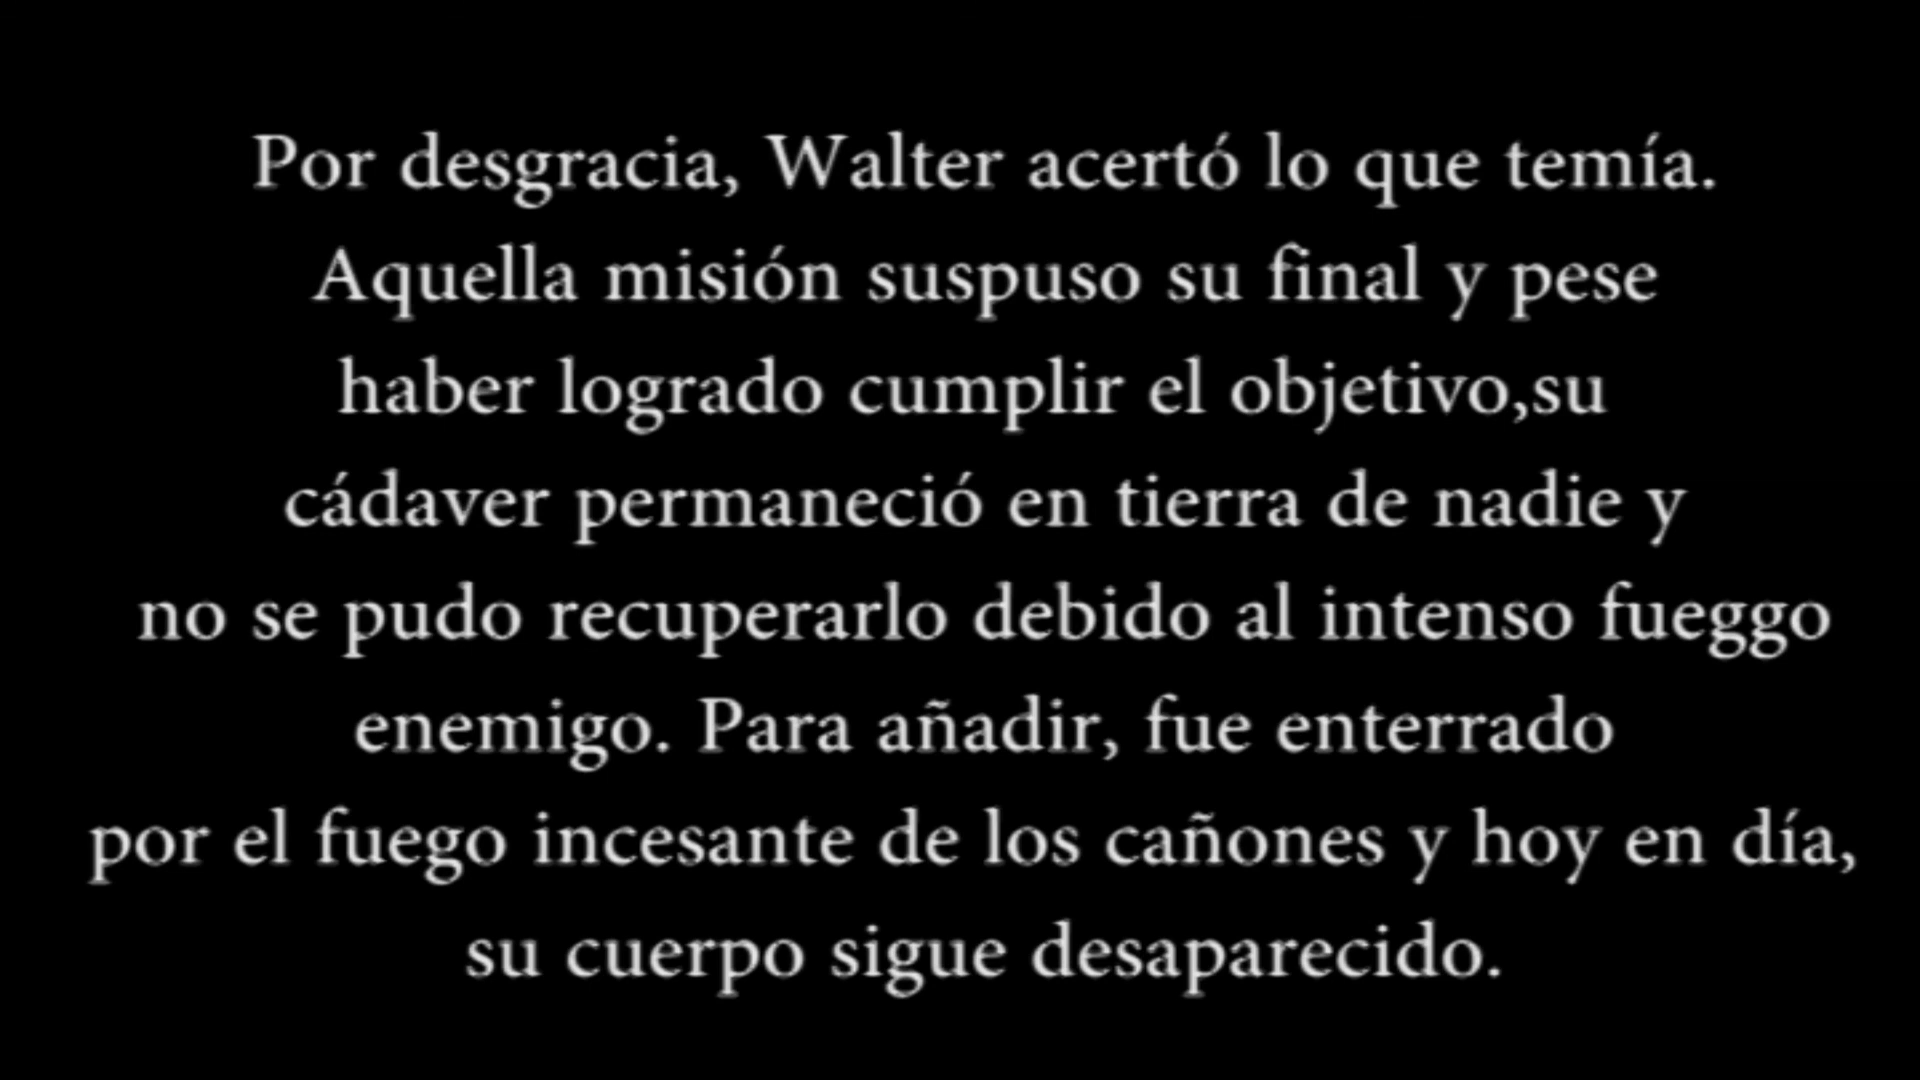 Por desgracia, Walter acertó lo que temía.
Aquella misión suspuso su final y pese
haber logrado cumplir el objetivo,su
cádaver permaneció en tierra de nadie y
no se pudo recuperarlo debido al intenso fueggo
enemigo. Para añadir, fue enterrado
por el fuego incesante de los cañones y hoy en día,
su cuerpo sigue desaparecido.